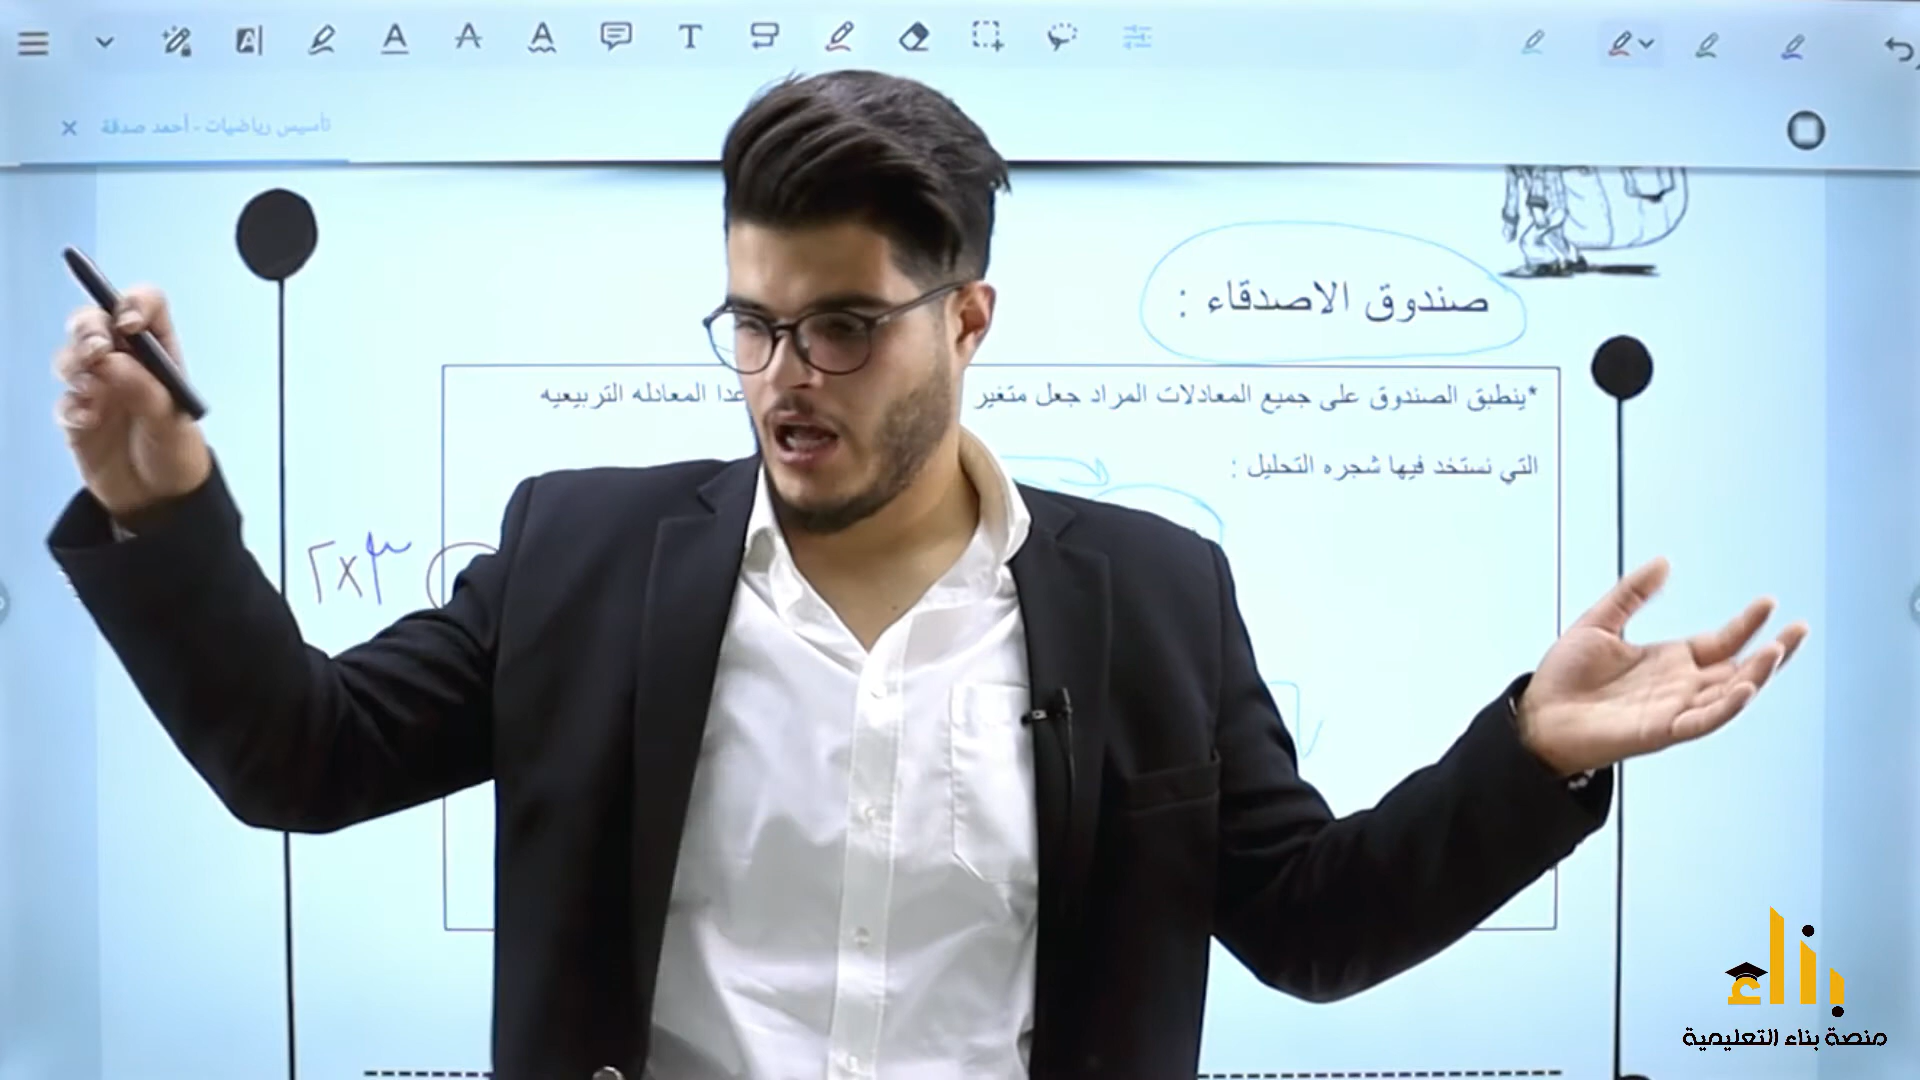 تأسيس رياضيات - أحمد صدقة
صندوق الاصدقاء :
*ينطبق الصندوق على جميع المعادلات المراد جعل متغير
عدا المعادله التربيعيه
التي نستخد فيها شجره التحليل :
بناء
منصة بناء التعليمية